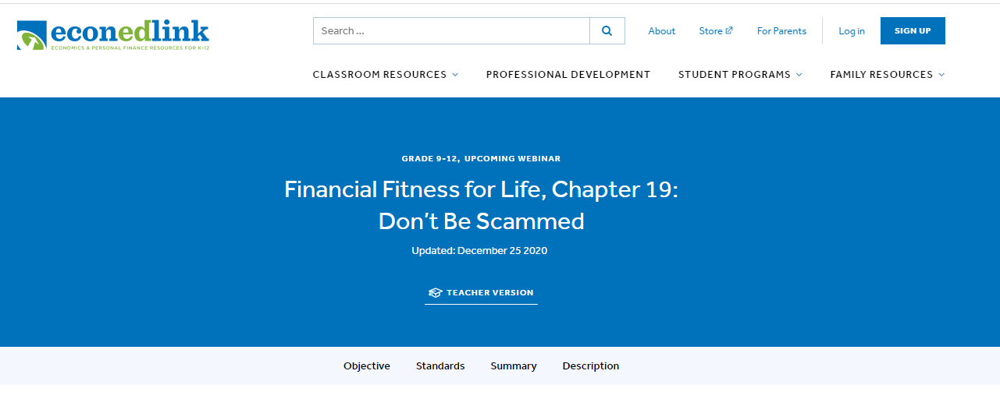 econedlink
ECONOMICS & PERSONAL FINANCE RESOURCES FOR K-12
Search ...
About
Store
For Parents
Log in
SIGN UP
CLASSROOM RESOURCES
PROFESSIONAL DEVELOPMENT
STUDENT PROGRAMS
FAMILY RESOURCES
GRADE 9-12, UPCOMING WEBINAR
Financial Fitness for Life, Chapter 19:
Don’t Be Scammed
Updated: December 25 2020
TEACHER VERSION
Objective
Standards
Summary
Description